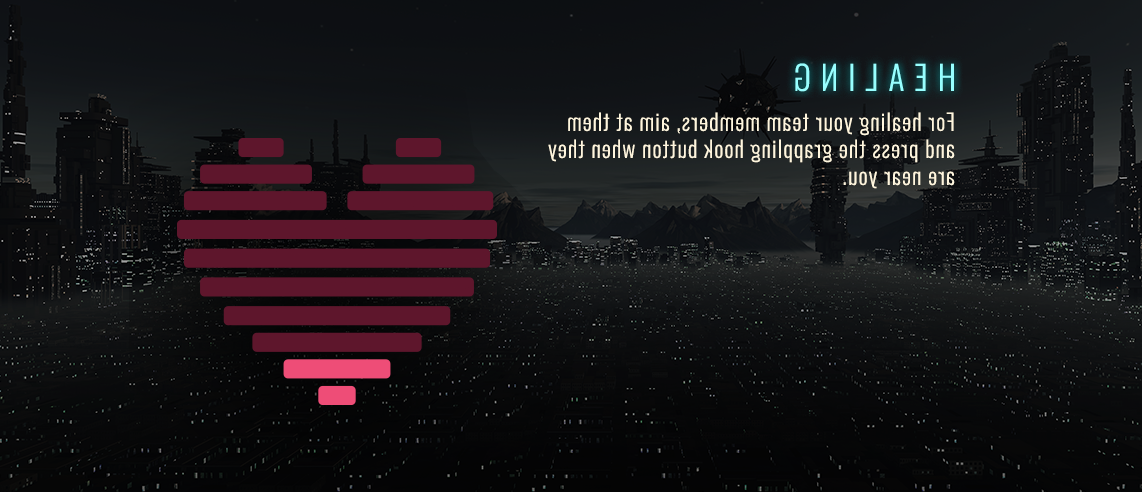 HEALING
For healing your team members, aim at them
and press the grappling hook button when they
are near you.